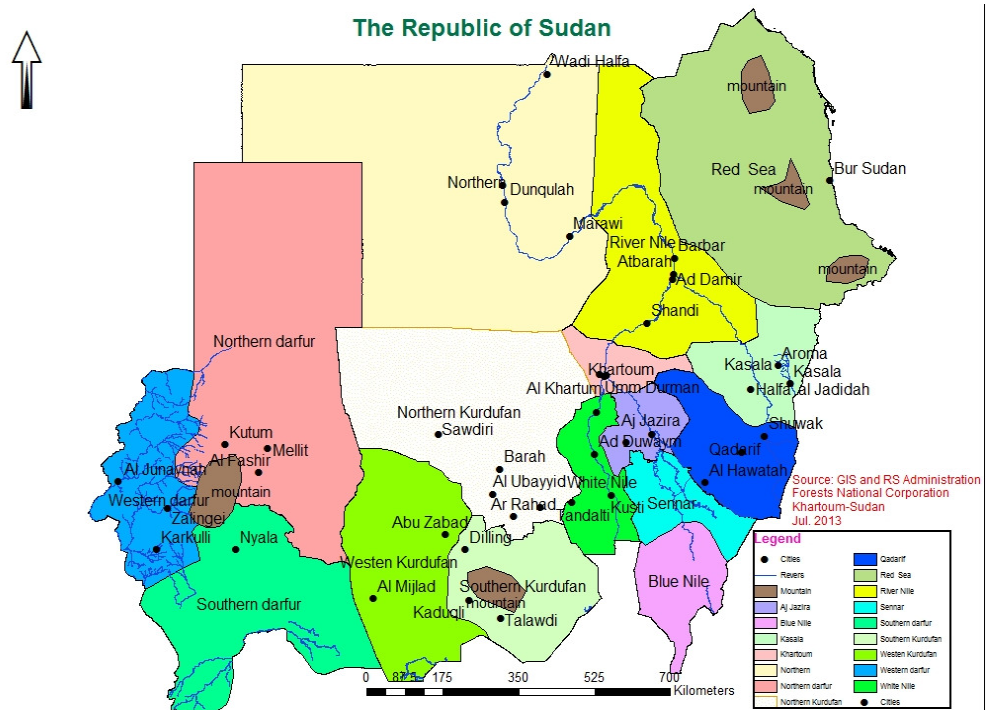 The Republic of Sudan
Wadi Halfa
mountain
Red Sea
mountain
Bur Sudan
Northern
Dunqulah
Marawi
River Nile
Barbar
Atbarah
mountain
Ad Damir
Shandi
Northern darfur
Khartoum
Kasala
Aroma
Kasala
Al Khartum
Umm Durman
Halfa al Jadidah
Northern Kurdufan
Sawdiri
Aj Jazira
Shuwak
Kutum
Mellit
Ad Duwaym
Qadarif
Al Fashir
Barah
Al Junaynah
Al Hawatah
Al Ubayyid
White Nile
mountain
Western darfur
Ar Rahad
Kusti
Sennar
Tandalti
Zalingei
Abu Zabad
Karkulli
Nyala
Dilling
Westen Kurdufan
Blue Nile
Al Mijlad
Southern Kurdufan
mountain
Southern darfur
Kaduqli
Talawdi
Source: GIS and RS Administration
Forests National Corporation
Khartoum-Sudan
Jul. 2013
Legend
Cities
Revers
Mountain
Aj Jazira
Blue Nile
Kasala
Khartoum
Northern
Northern darfur
Northern Kurdufan
Qadarif
Red Sea
River Nile
Sennar
Southern darfur
Southern Kurdufan
Westen Kurdufan
Western darfur
White Nile
Cities
0 87.5 175 350 525 700
Kilometers